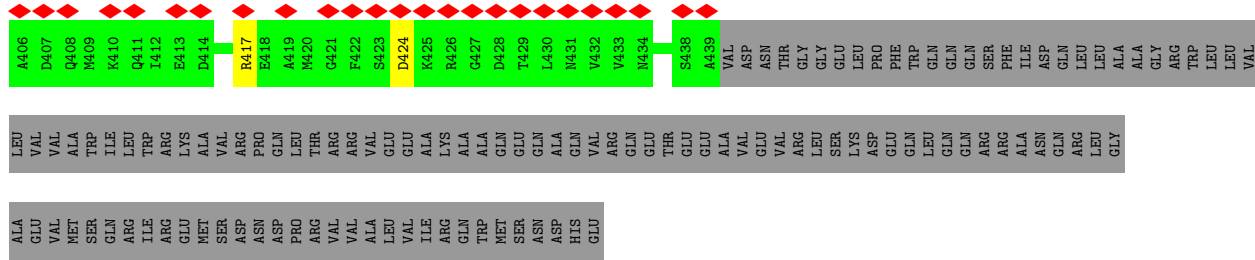 A406 D407 Q408 M409 K410 Q411 I412 E413 D414 R417 E418 A419 M420 G421 F422 S423 D424 K425 R426 G427 D428 T429 L430 N431 V432 V433 N434 S438 A439 VAL ASP ASN THR GLY GLY GLU LEU PRO PHE TRP GLN GLN GLN SER PHE ILE ASP GLN LEU LEU ALA ALA GLY ARG TRP LEU LEU VAL
LEU VAL VAL ALA TRP ILE LEU TRP ARG LYS ALA VAL ARG PRO GLN LEU THR ARG ARG VAL GLU GLU ALA LYS ALA ALA GLN GLU GLN ALA GLN VAL ARG GLN GLU THR GLU GLU ALA VAL GLU VAL ARG LEU SER LYS ASP GLU GLN LEU GLN GLN ARG ARG ALA ASN GLN ARG LEU GLY
ALA GLU VAL MET SER GLN ARG ILE ARG GLU MET SER ASP ASN ASP PRO ARG VAL VAL ALA LEU VAL ILE ARG GLN TRP MET SER ASN ASP HIS GLU